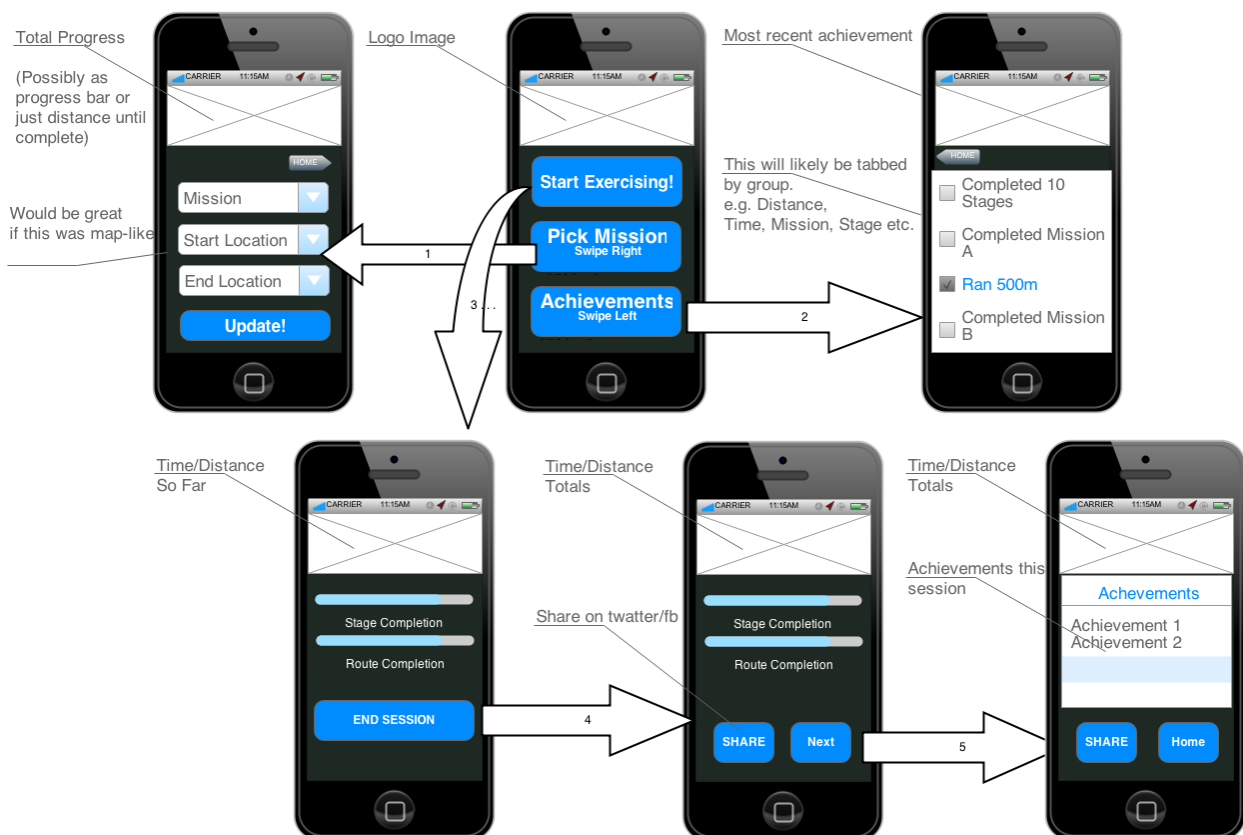 Total Progress
(Possibly as
progress bar or
just distance until
complete)
Would be great
if this was map-like
CARRIER 11:15AM
HOME
Mission
Start Location
End Location
Update!
1
Logo Image
CARRIER 11:15AM
Start Exercising!
Pick Mission
Swipe Right
Achievements
Swipe Left
3 . . .
2
Most recent achievement
This will likely be tabbed
by group.
e.g. Distance,
Time, Mission, Stage etc.
CARRIER 11:15AM
HOME
Completed 10
Stages
Completed Mission
A
Ran 500m
Completed Mission
B
Time/Distance
So Far
CARRIER 11:15AM
Stage Completion
Route Completion
END SESSION
4
Time/Distance
Totals
Share on twatter/fb
CARRIER 11:15AM
Stage Completion
Route Completion
SHARE
Next
5
Time/Distance
Totals
Achievements this
session
CARRIER 11:15AM
Achevements
Achievement 1
Achievement 2
SHARE
Home